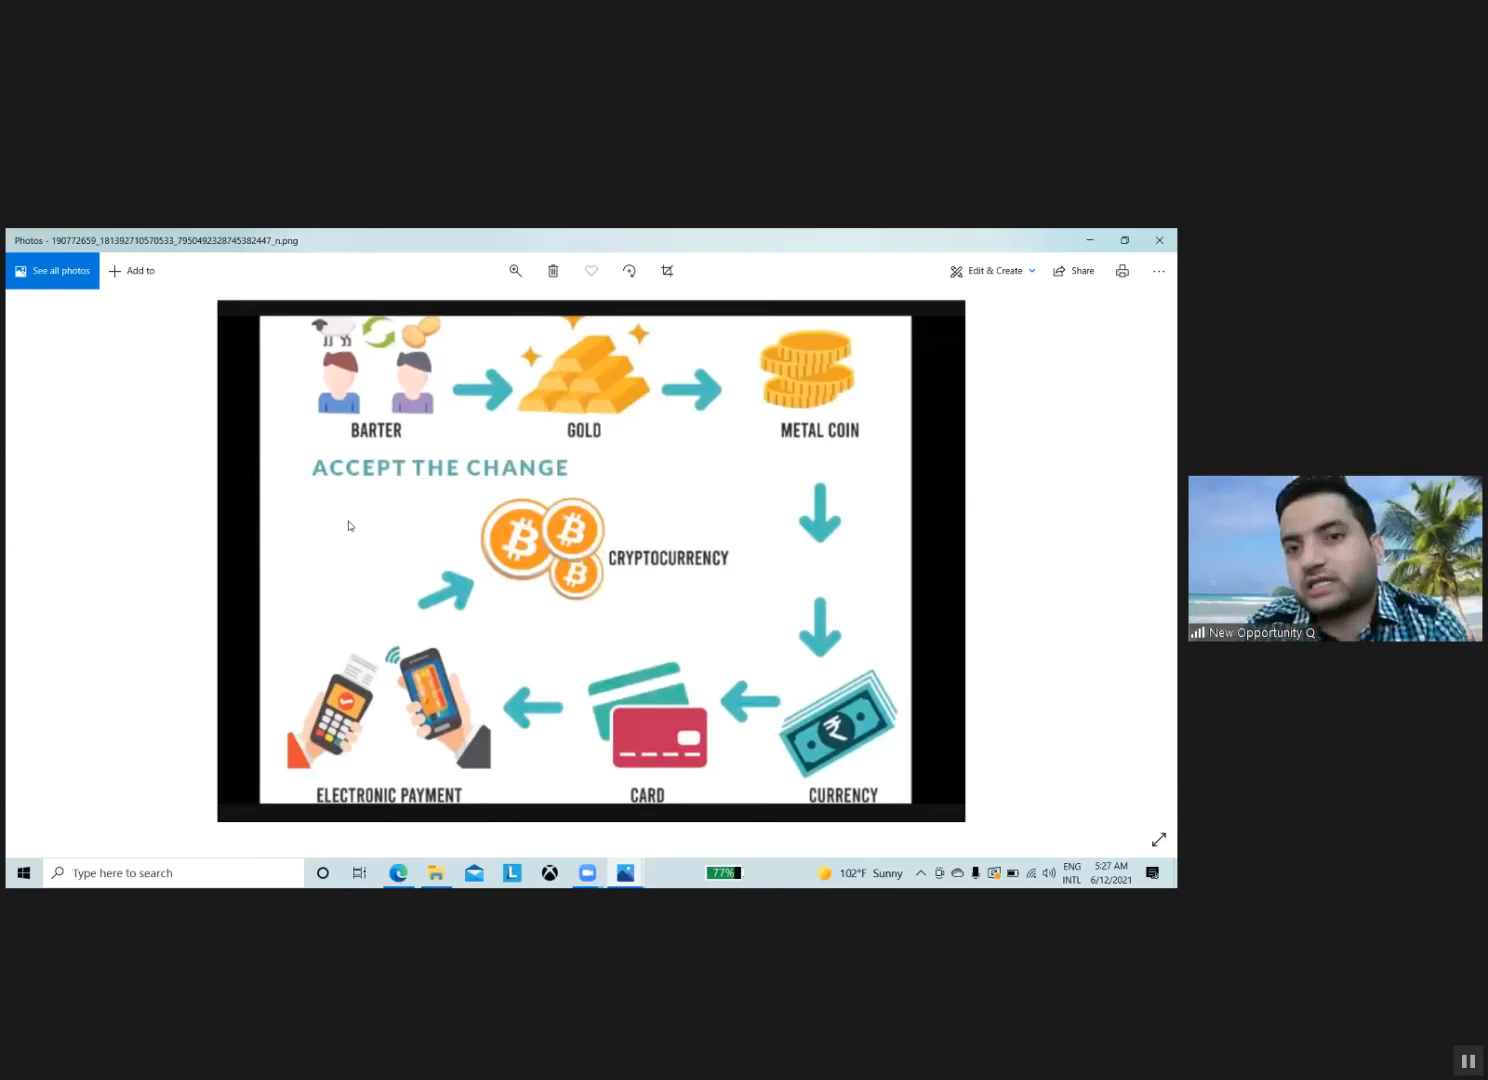 Photos - 190772659_181392710570533_7950492328745382447_n.png
See all photos
Add to
Edit & Create
Share
BARTER
GOLD
METAL COIN
ACCEPT THE CHANGE
CRYPTOCURRENCY
ELECTRONIC PAYMENT
CARD
CURRENCY
New Opportunity Q
Type here to search
77%
102°F Sunny
ENG
INTL
5:27 AM
6/12/2021